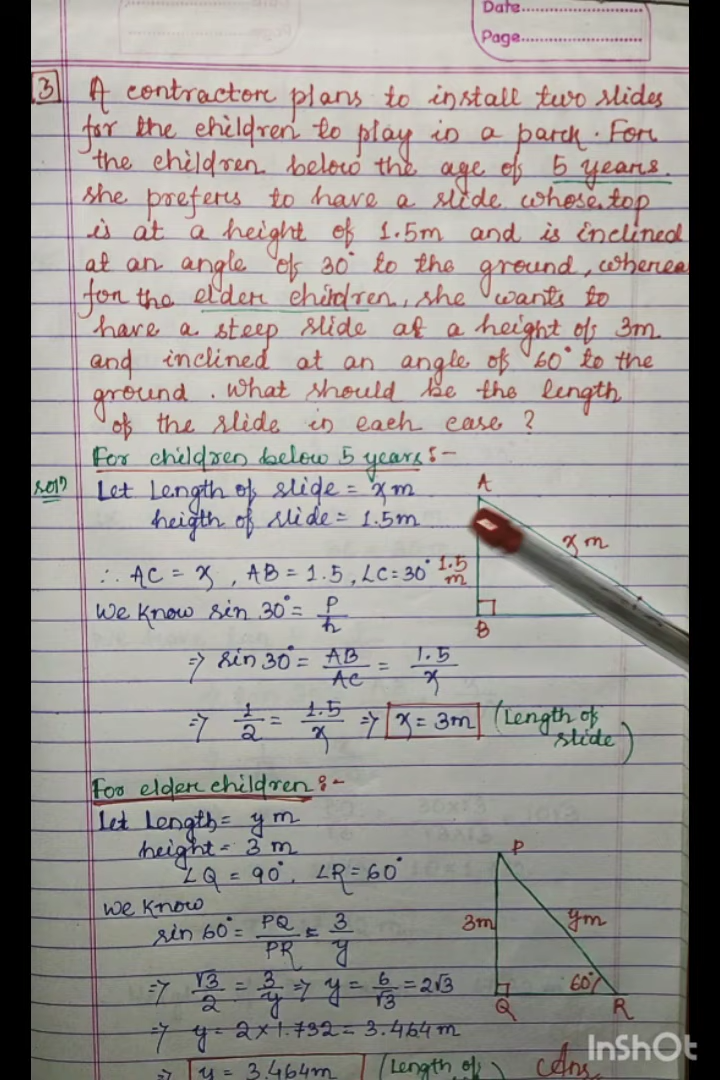 Date..............................
Page..............................
3 A contractor plans to install two slides
for the children to play in a park. For
the children below the age of 5 years.
she prefers to have a slide whose top
is at a height of 1.5m and is inclined
at an angle of 30° to the ground, wherea
for the elder children, she wants to
have a steep slide at a height of 3m
and inclined at an angle of 60° to the
ground. What should be the length
of the slide in each case?
For children below 5 years :-
Soln Let Length of slide = x m
heigth of slide = 1.5m
∴ AC = x, AB = 1.5, ∠C = 30°
We know sin 30° = P/h
⇒ sin 30° = AB/AC = 1.5/x
⇒ 1/2 = 1.5/x ⇒ x = 3m (Length of slide)
A
x m
1.5 m
B
For elder children :-
Let Length = y m
height = 3 m
∠Q = 90°, ∠R = 60°
we know
sin 60° = PQ/PR = 3/y
⇒ √3/2 = 3/y ⇒ y = 6/√3 = 2√3
⇒ y = 2 × 1.732 = 3.464 m
⇒ y = 3.464m (Length of Ans
P
3m
ym
60°
Q
R
InShOt